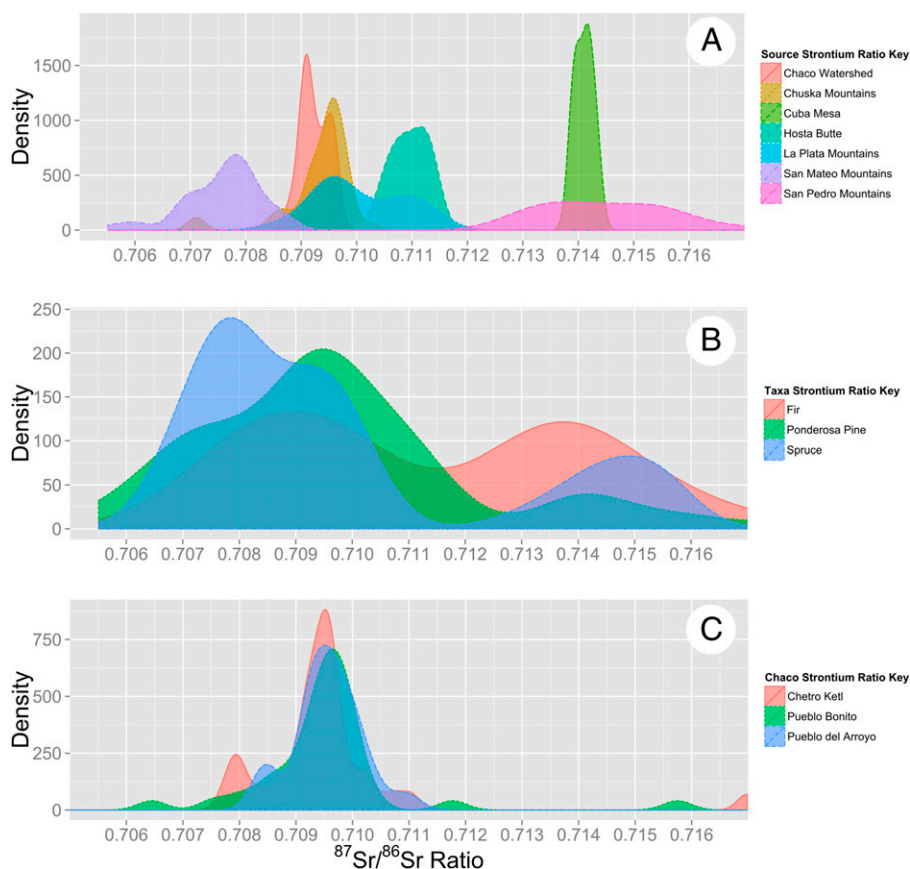 A
Density
1500
1000
500
0
0.706 0.707 0.708 0.709 0.710 0.711 0.712 0.713 0.714 0.715 0.716
Source Strontium Ratio Key
Chaco Watershed
Chuska Mountains
Cuba Mesa
Hosta Butte
La Plata Mountains
San Mateo Mountains
San Pedro Mountains
B
Density
250
200
150
100
50
0
0.706 0.707 0.708 0.709 0.710 0.711 0.712 0.713 0.714 0.715 0.716
Taxa Strontium Ratio Key
Fir
Ponderosa Pine
Spruce
C
Density
750
500
250
0
0.706 0.707 0.708 0.709 0.710 0.711 0.712 0.713 0.714 0.715 0.716
⁸⁷Sr/⁸⁶Sr Ratio
Chaco Strontium Ratio Key
Chetro Ketl
Pueblo Bonito
Pueblo del Arroyo